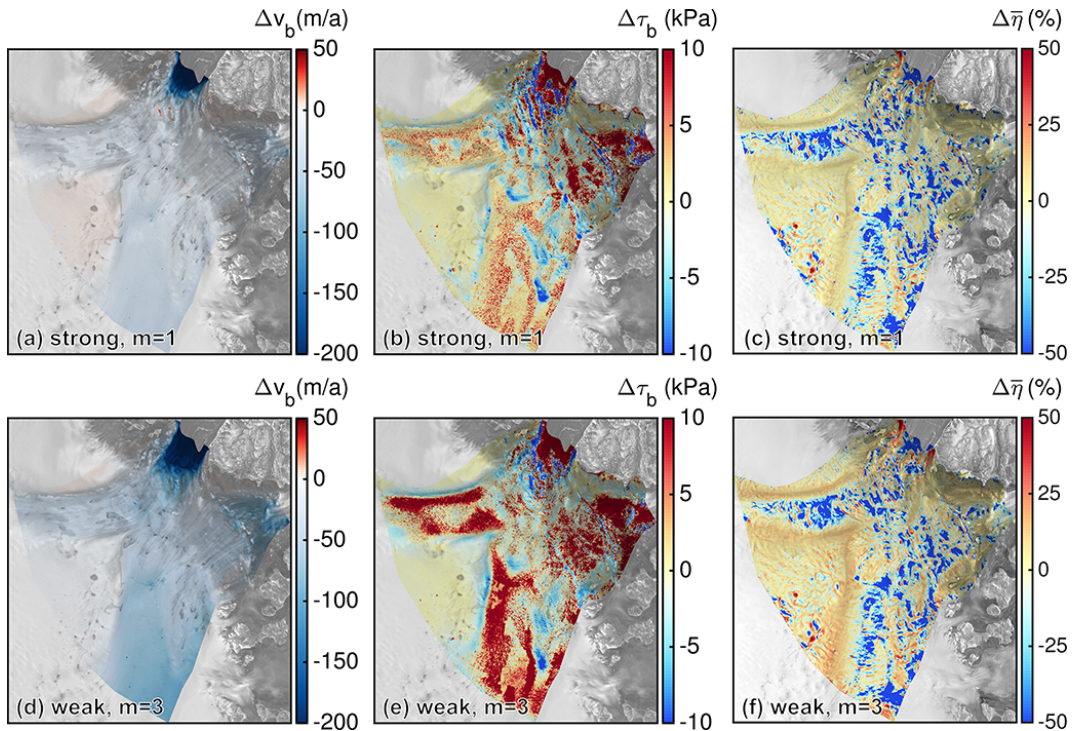 Δv_b (m/a) Δτ_b (kPa) Δη̅ (%)
50 10 50
0 5 25
-50 0 0
-100 -5 -25
-150 -10 -50
-200
(a) strong, m=1 (b) strong, m=1 (c) strong, m=1
Δv_b (m/a) Δτ_b (kPa) Δη̅ (%)
50 10 50
0 5 25
-50 0 0
-100 -5 -25
-150 -10 -50
-200
(d) weak, m=3 (e) weak, m=3 (f) weak, m=3